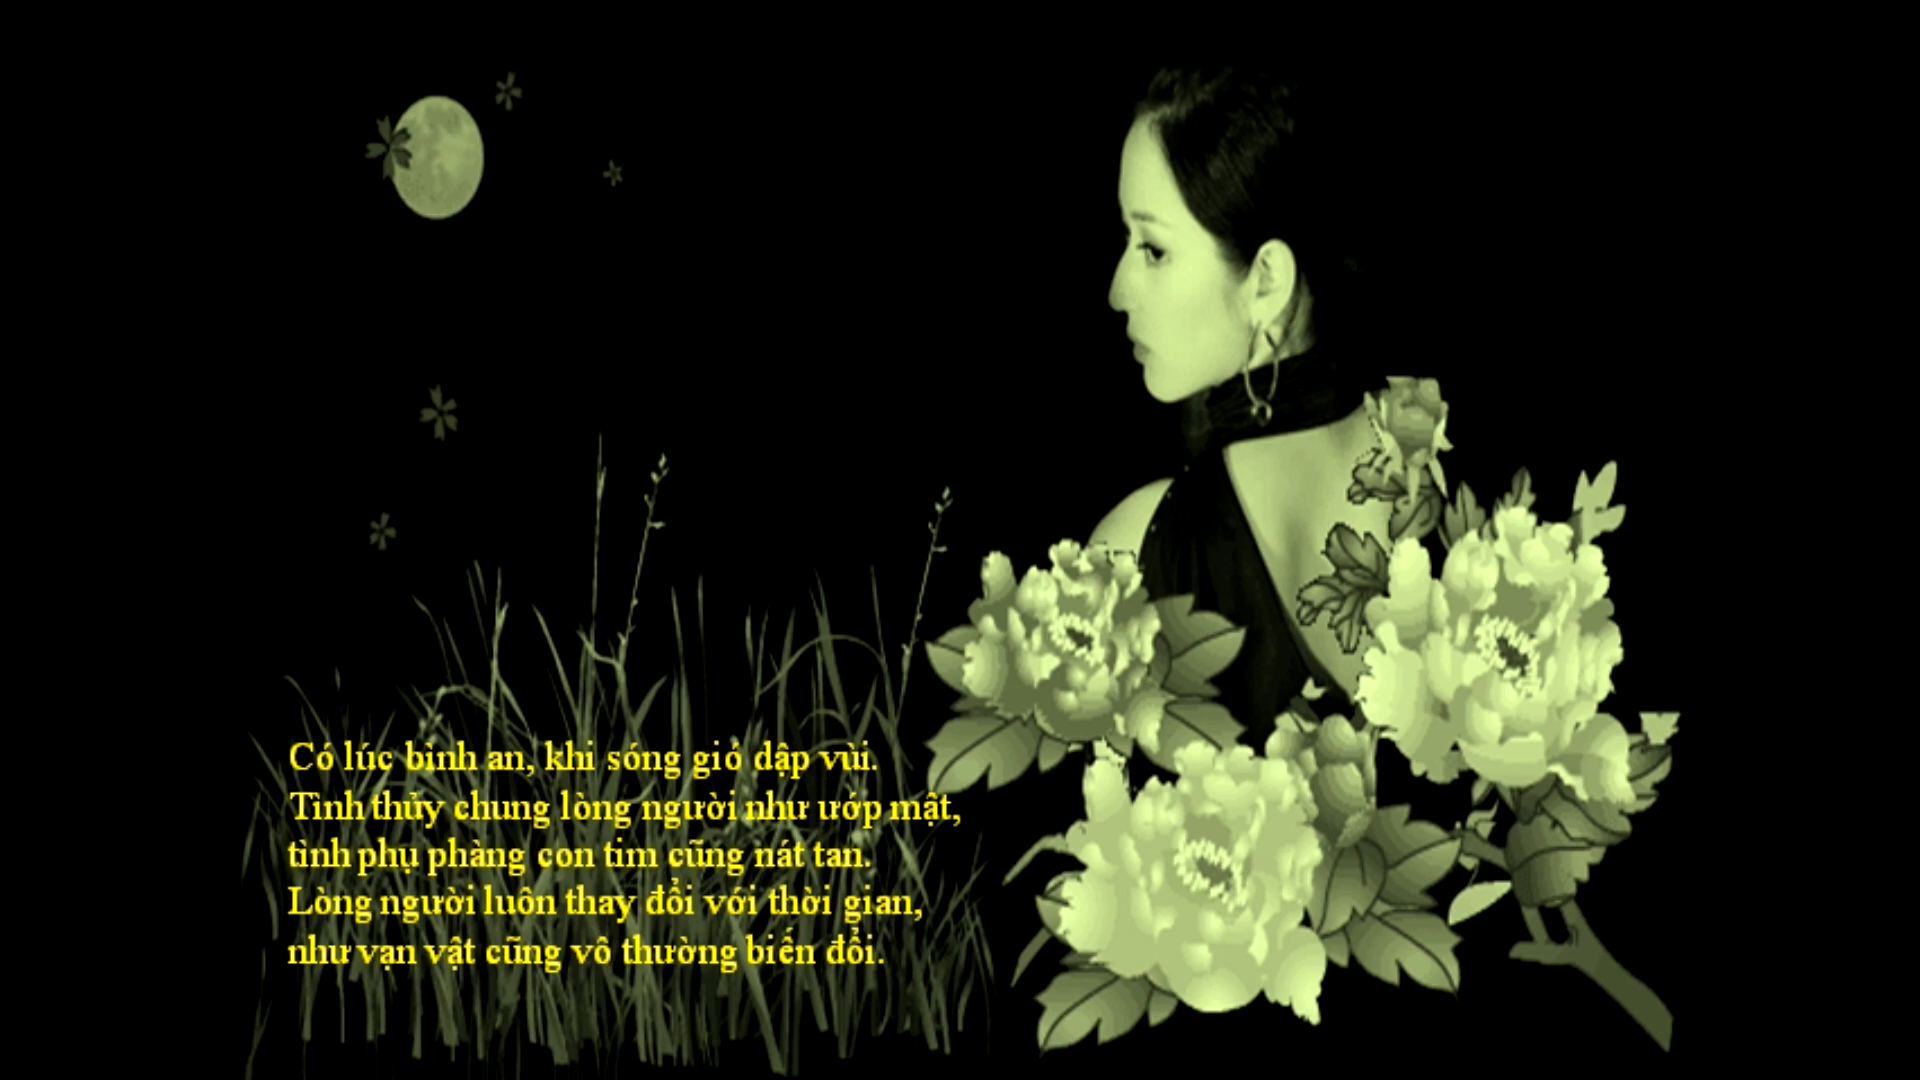 Có lúc bình an, khi sóng gió dập vùi.
Tình thủy chung lòng người như ướp mật,
tình phụ phàng con tim cũng nát tan.
Lòng người luôn thay đổi với thời gian,
như vạn vật cũng vô thường biến đổi.